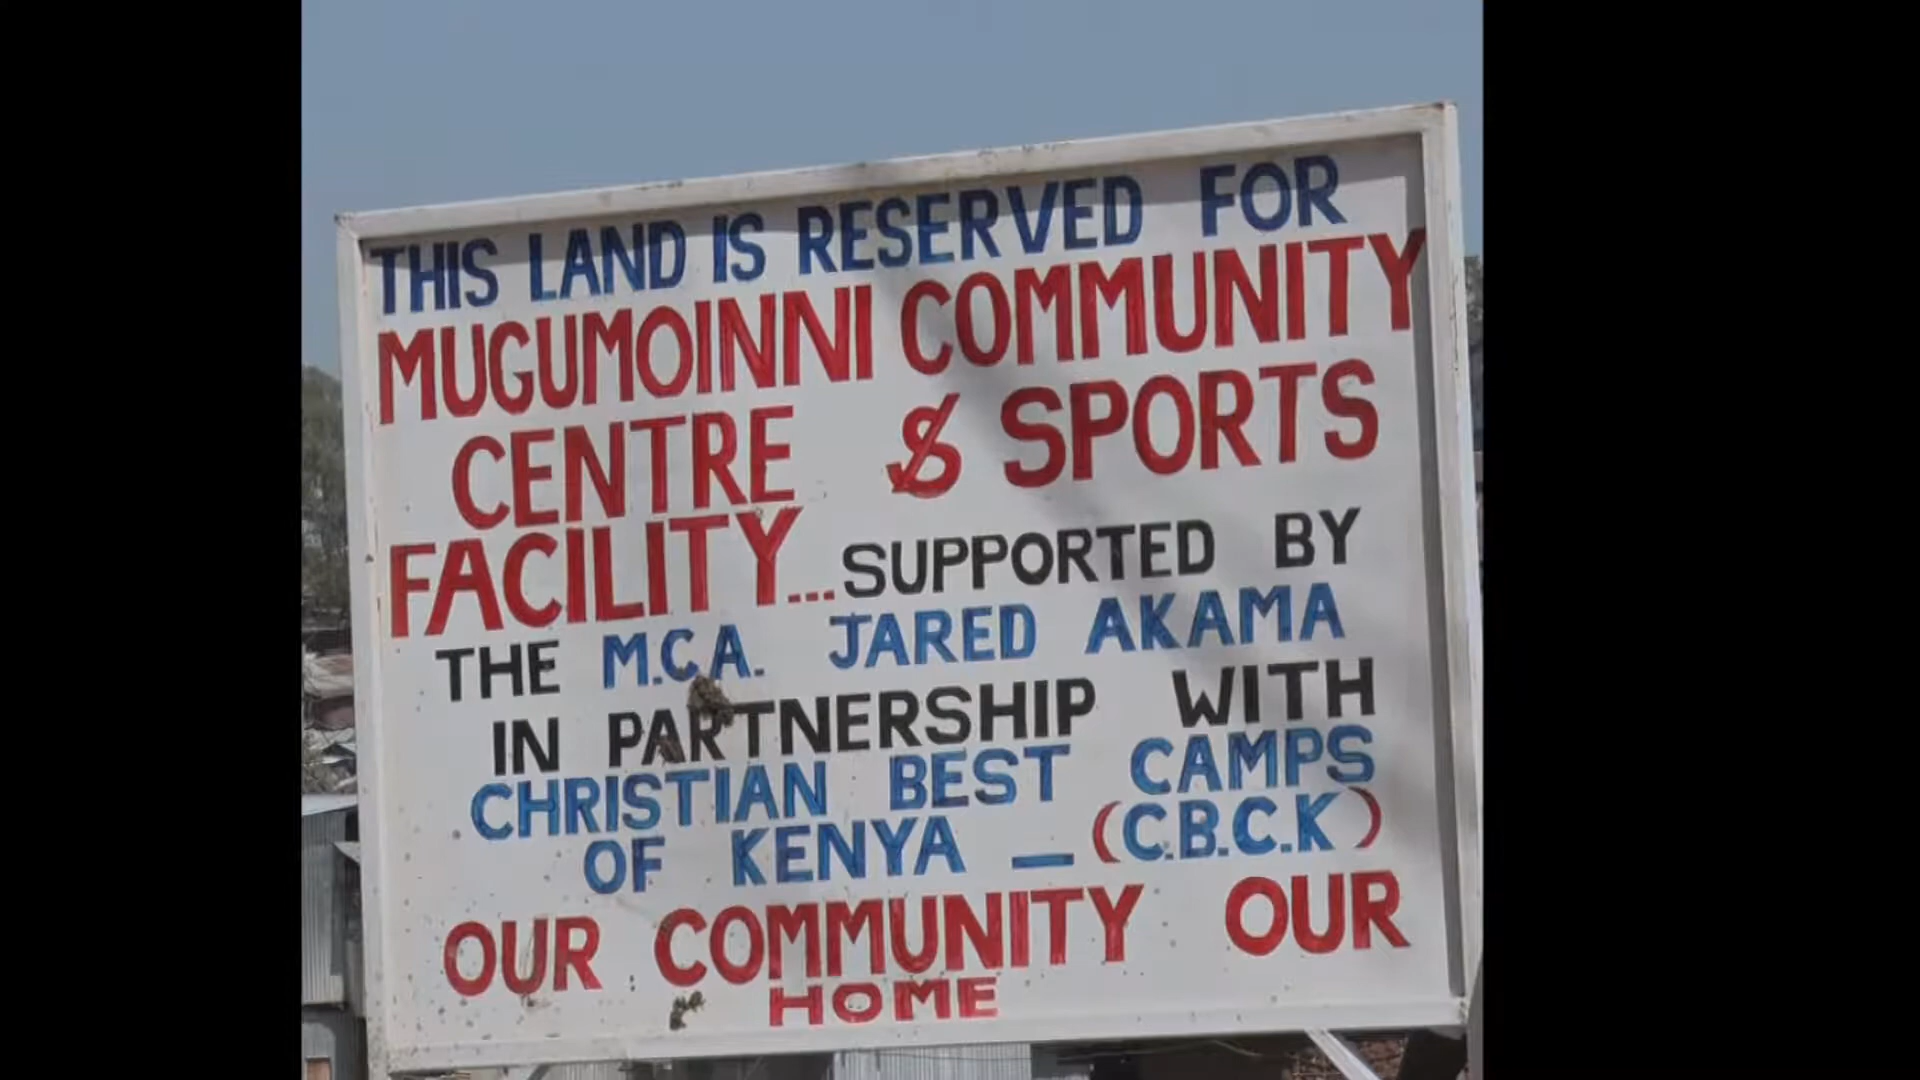 THIS LAND IS RESERVED FOR
MUGUMOINNI COMMUNITY
CENTRE & SPORTS
FACILITY...SUPPORTED BY
THE M.C.A. JARED AKAMA
IN PARTNERSHIP WITH
CHRISTIAN BEST CAMPS
OF KENYA _ (C.B.C.K)
OUR COMMUNITY OUR
HOME